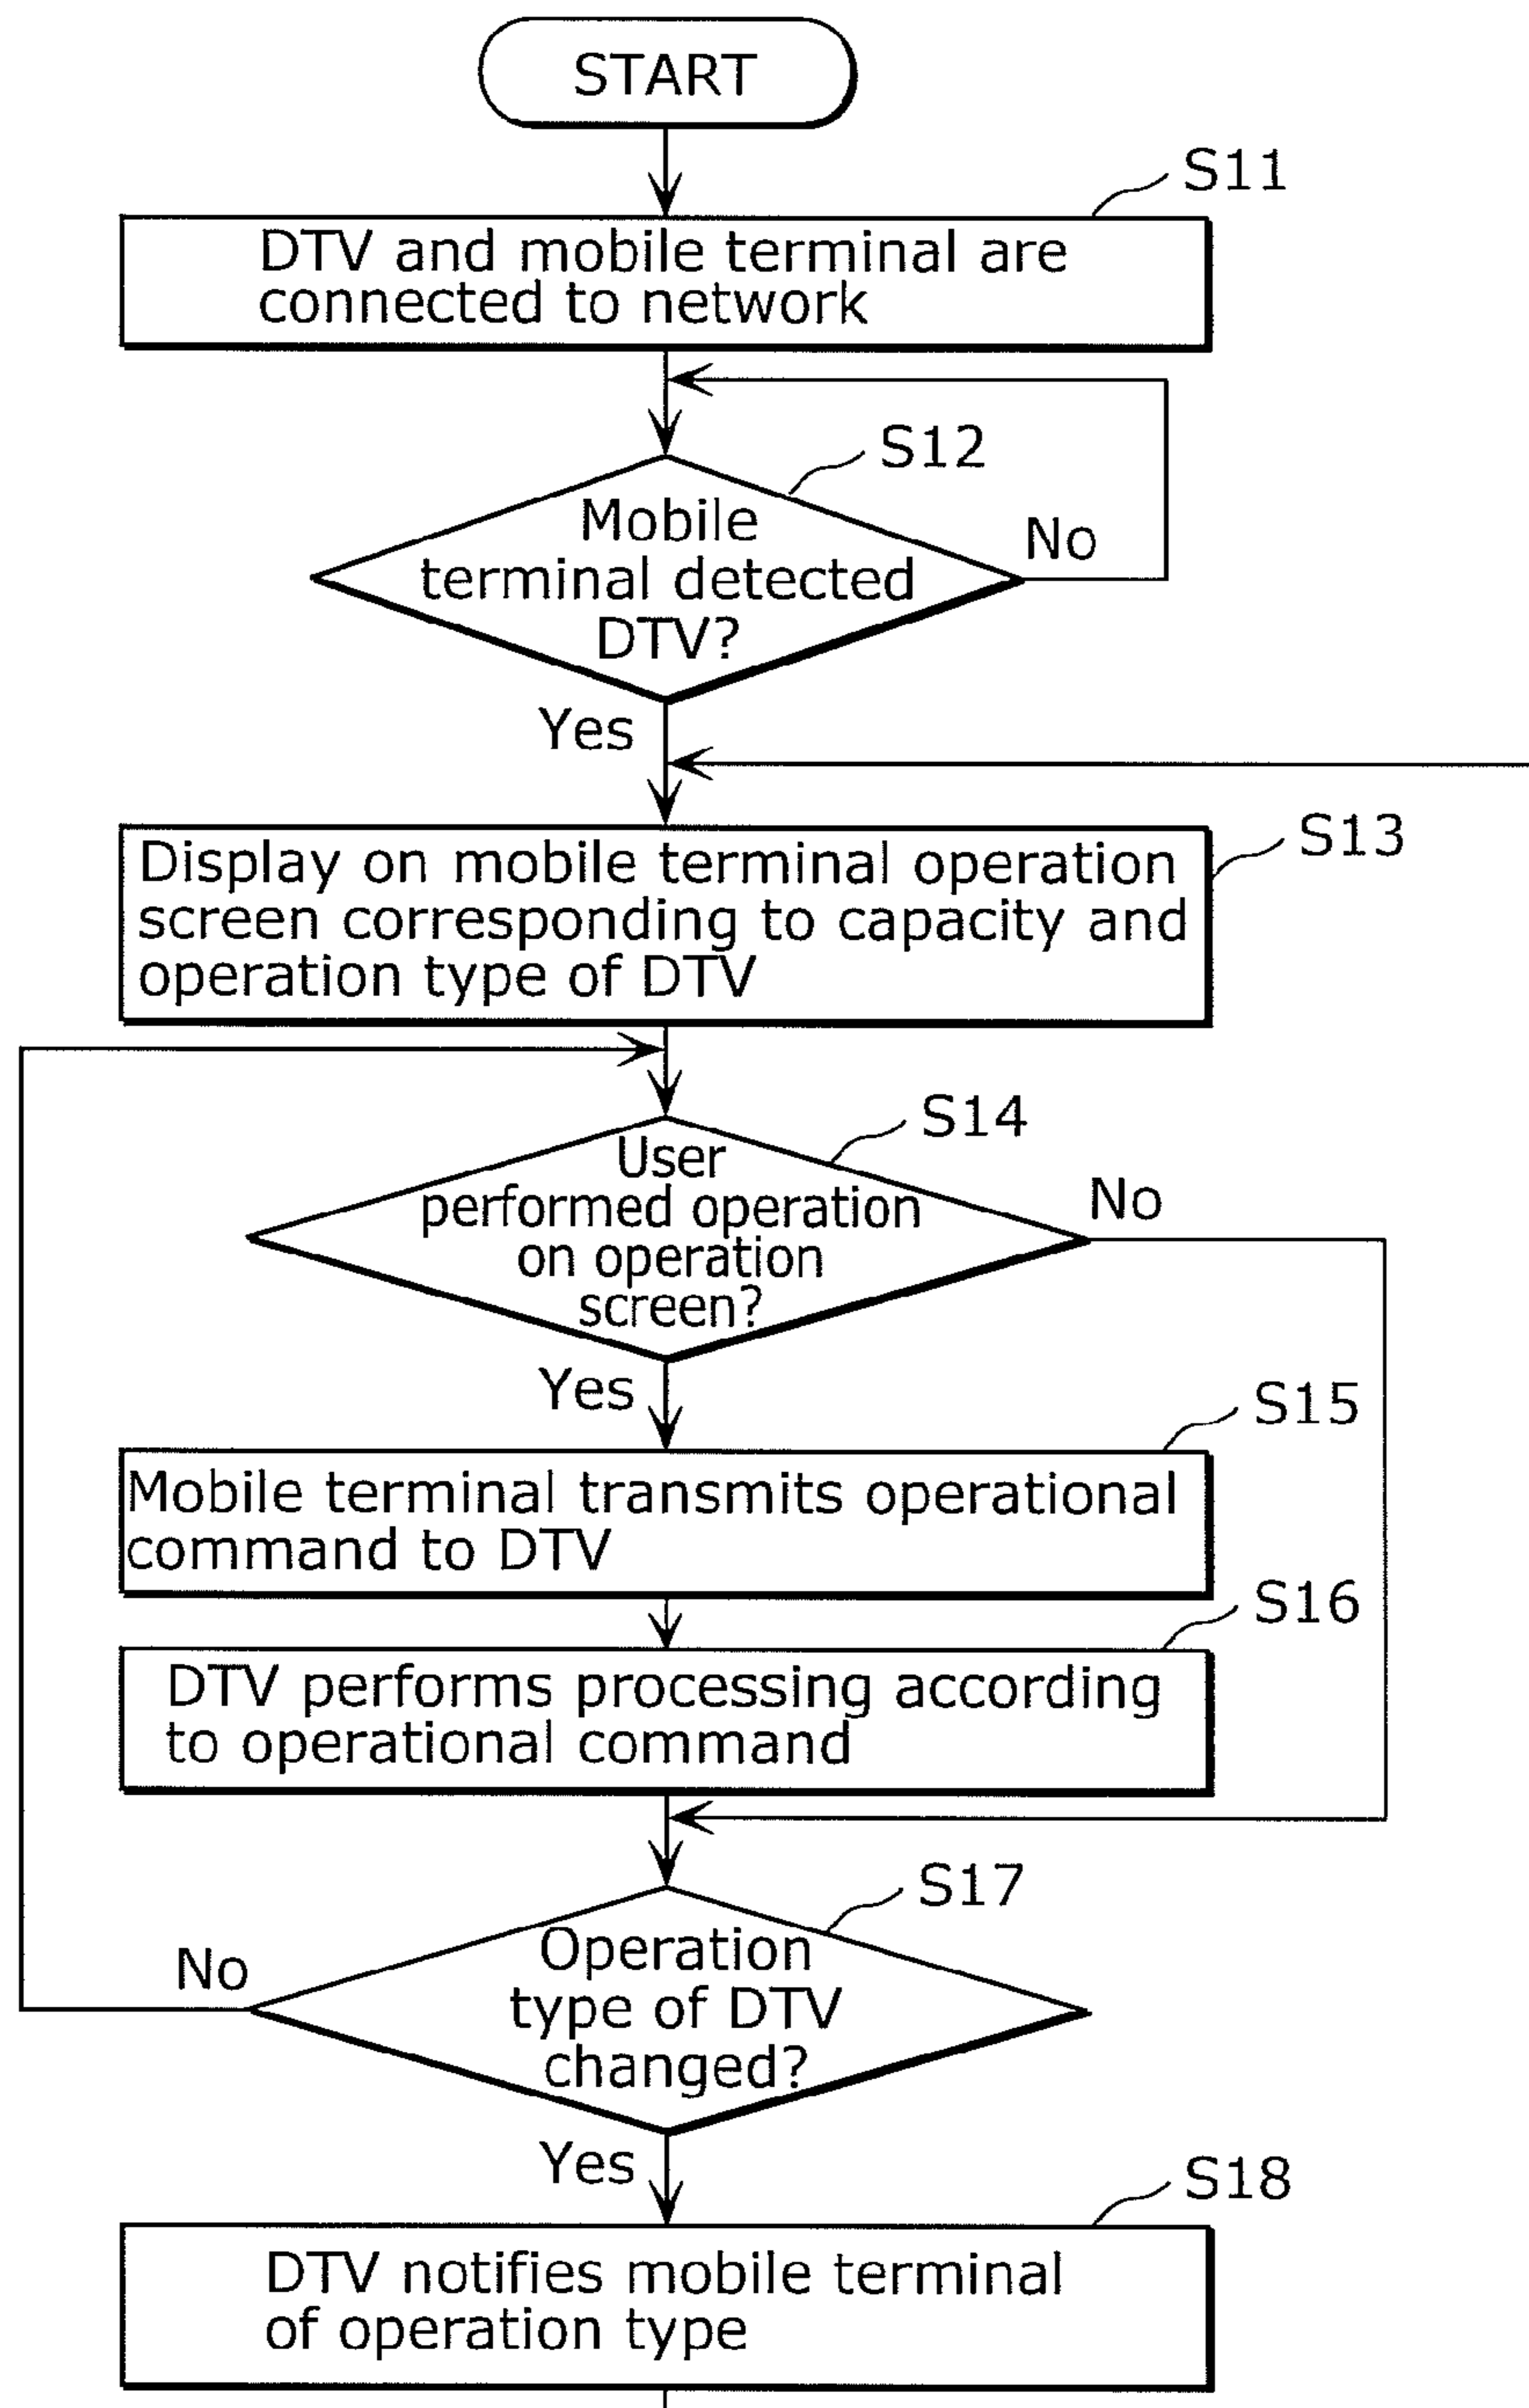 START
S11
DTV and mobile terminal are
connected to network
S12
Mobile
terminal detected
DTV?
No
Yes
S13
Display on mobile terminal operation
screen corresponding to capacity and
operation type of DTV
S14
User
performed operation
on operation
screen?
No
Yes
S15
Mobile terminal transmits operational
command to DTV
S16
DTV performs processing according
to operational command
S17
Operation
type of DTV
changed?
No
Yes
S18
DTV notifies mobile terminal
of operation type